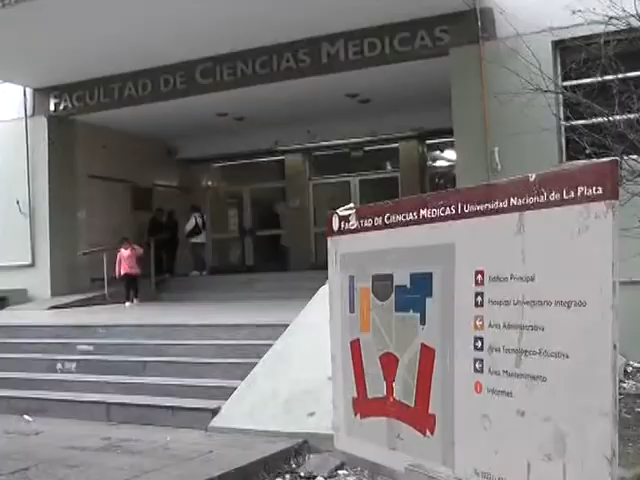 FACULTAD DE CIENCIAS MEDICAS
FACULTAD DE CIENCIAS MÉDICAS | Universidad Nacional de La Plata
Edificio Principal
Hospital Universitario Integrado
Área Administrativa
Área Tecnológico-Educativa
Área Mantenimiento
Informes